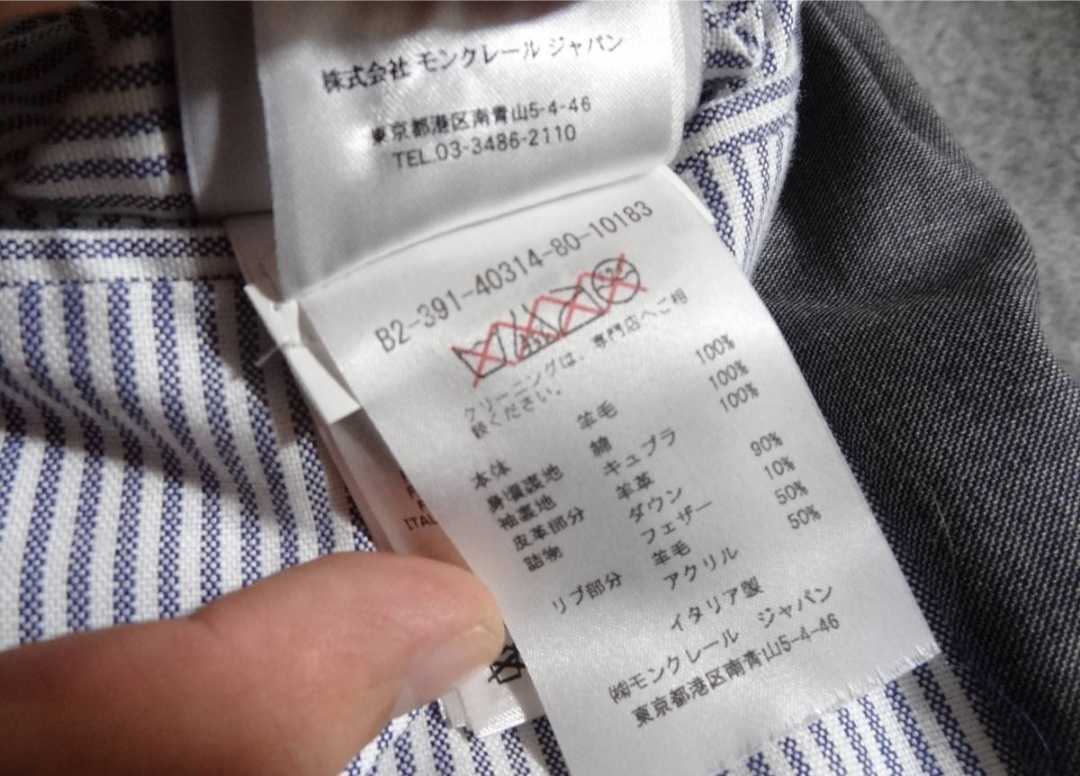 株式会社 モンクレール ジャパン
東京都港区南青山5-4-46
TEL.03-3486-2110
B2-391-40314-80-10183
クリーニングは、専門店へご相
談ください。
本体 羊毛 100%
身頃裏地 綿 100%
袖裏地 キュプラ 100%
皮革部分 羊革
詰物 ダウン 90%
フェザー 10%
リブ部分 羊毛 50%
アクリル 50%
イタリア製
㈱モンクレール ジャパン
東京都港区南青山5-4-46
ITAL